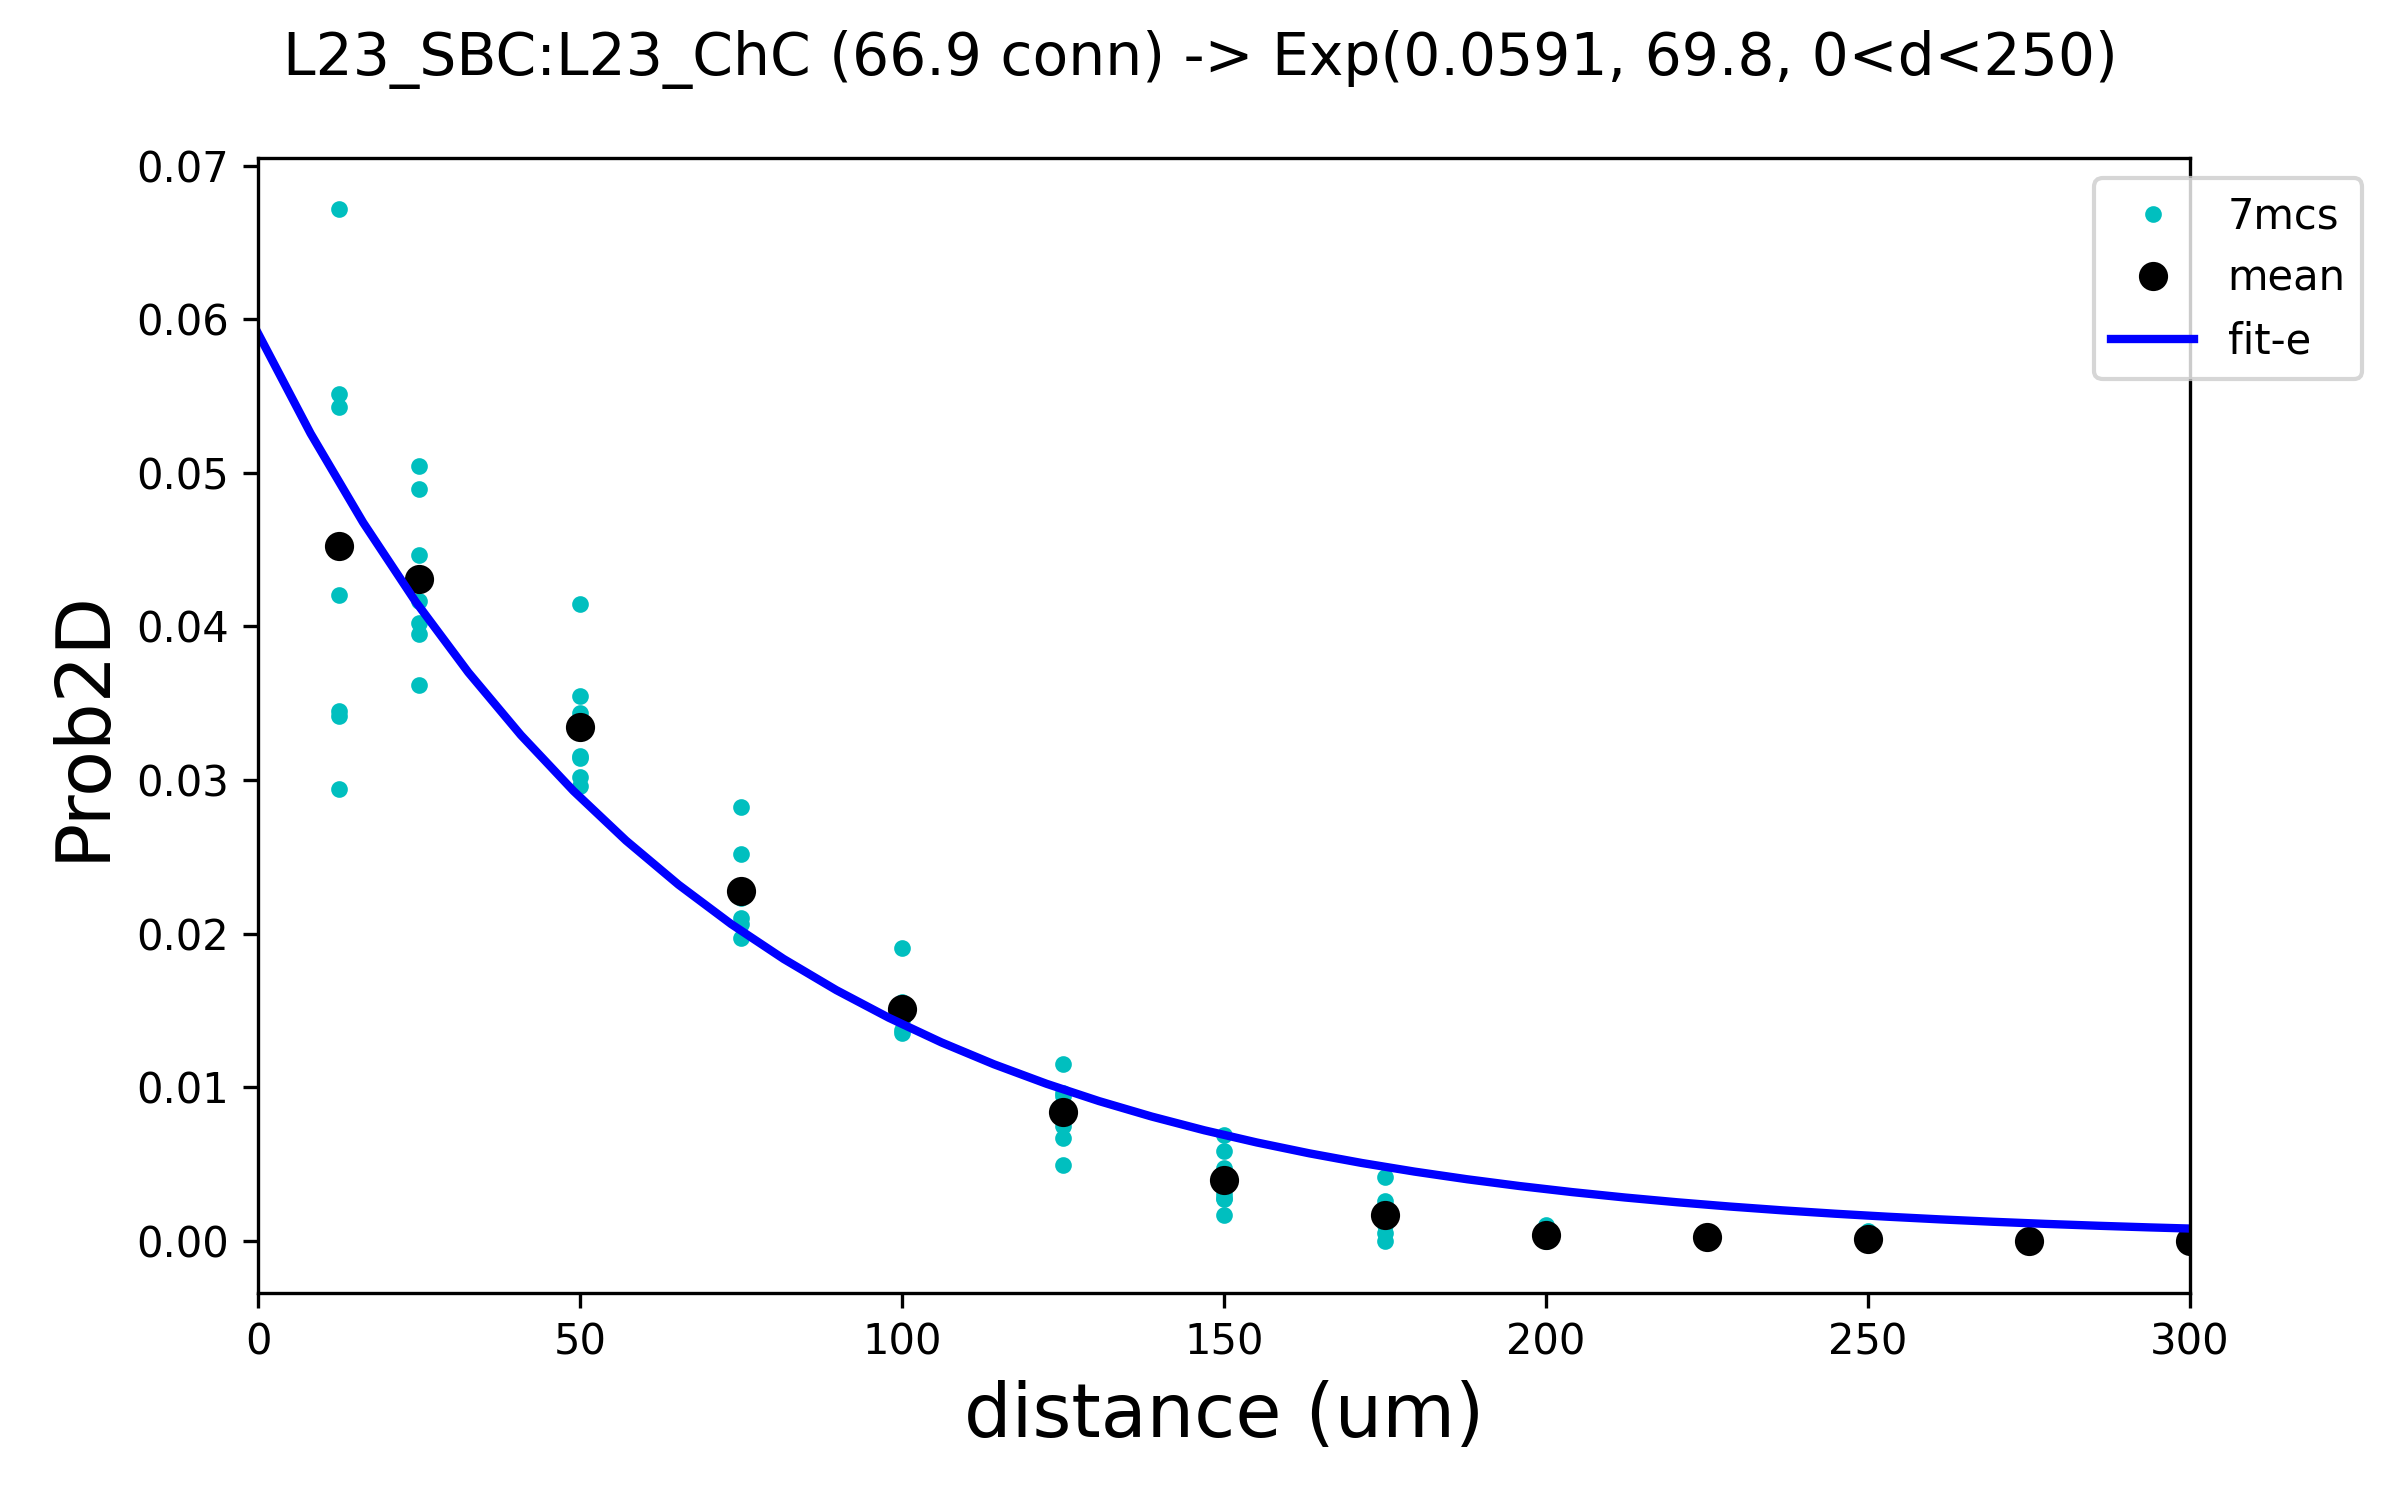 L23_SBC:L23_ChC (66.9 conn) -> Exp(0.0591, 69.8, 0<d<250)
0.07
0.06
0.05
0.04
0.03
0.02
0.01
0.00
Prob2D
7mcs
mean
fit-e
0 50 100 150 200 250 300
distance (um)